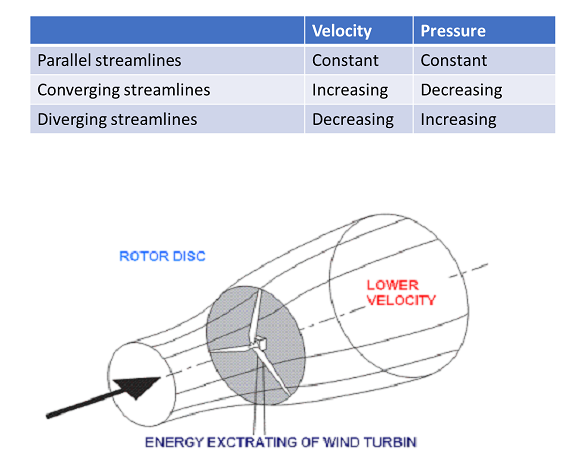 Velocity Pressure
Parallel streamlines Constant Constant
Converging streamlines Increasing Decreasing
Diverging streamlines Decreasing Increasing
ROTOR DISC
LOWER
VELOCITY
ENERGY EXCTRATING OF WIND TURBIN